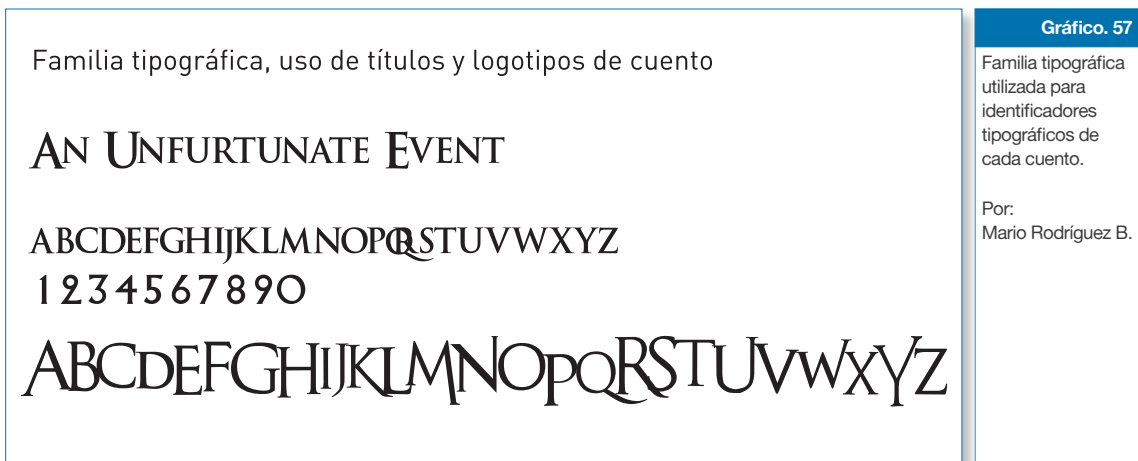 Familia tipográfica, uso de títulos y logotipos de cuento
An Unfurtunate Event
ABCDEFGHIJKLMNOPQRSTUVWXYZ
1234567890
ABCDEFGHIJKLMNOPQRSTUVWXYZ
Gráfico. 57
Familia tipográfica
utilizada para
identificadores
tipográficos de
cada cuento.
Por:
Mario Rodríguez B.